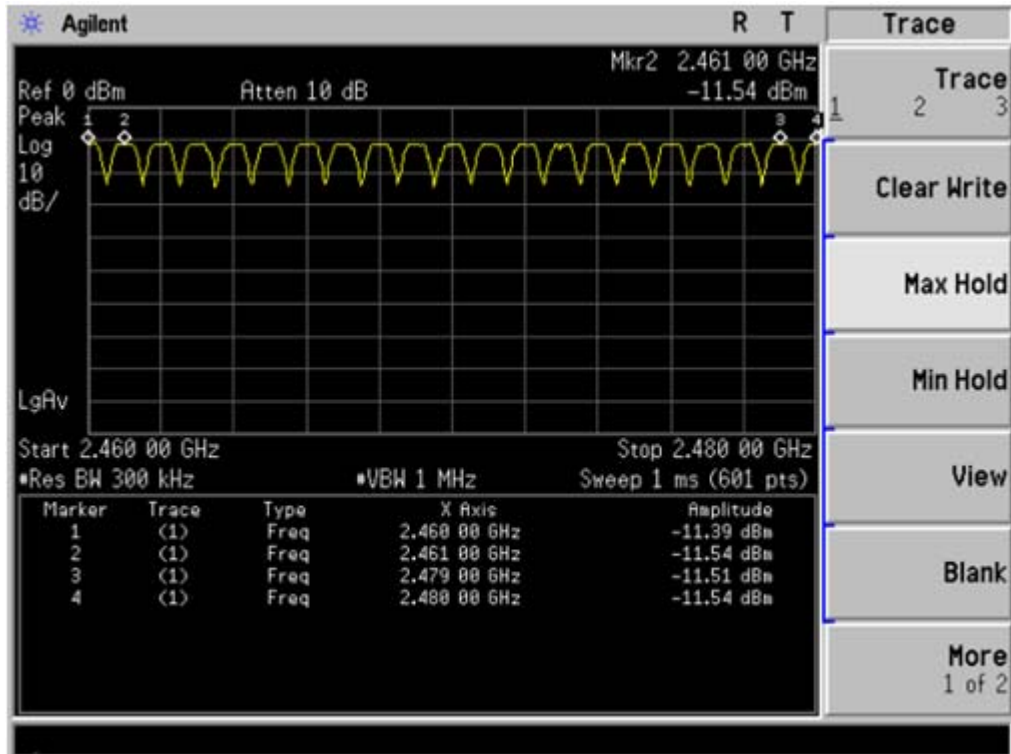 Agilent R T Trace
Mkr2 2.461 00 GHz
Ref 0 dBm Atten 10 dB -11.54 dBm
Peak
Log
10
dB/
1 2 3 4
LgAv
Start 2.460 00 GHz Stop 2.480 00 GHz
#Res BW 300 kHz #VBW 1 MHz Sweep 1 ms (601 pts)
Marker Trace Type X Axis Amplitude
1 (1) Freq 2.460 00 GHz -11.39 dBm
2 (1) Freq 2.461 00 GHz -11.54 dBm
3 (1) Freq 2.479 00 GHz -11.51 dBm
4 (1) Freq 2.480 00 GHz -11.54 dBm
Trace
1 2 3
Clear Write
Max Hold
Min Hold
View
Blank
More
1 of 2